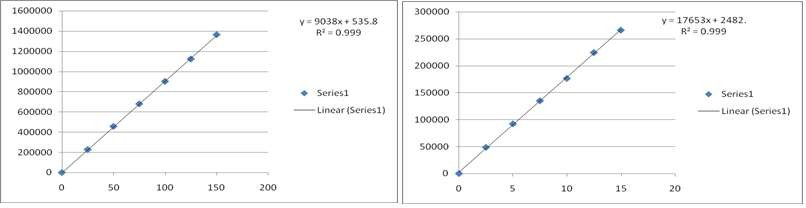 1600000
1400000
1200000
1000000
800000
600000
400000
200000
0
0 50 100 150 200
y = 9038x + 535.8
R² = 0.999
Series1
Linear (Series1)
300000
250000
200000
150000
100000
50000
0
0 5 10 15 20
y = 17653x + 2482.
R² = 0.999
Series1
Linear (Series1)